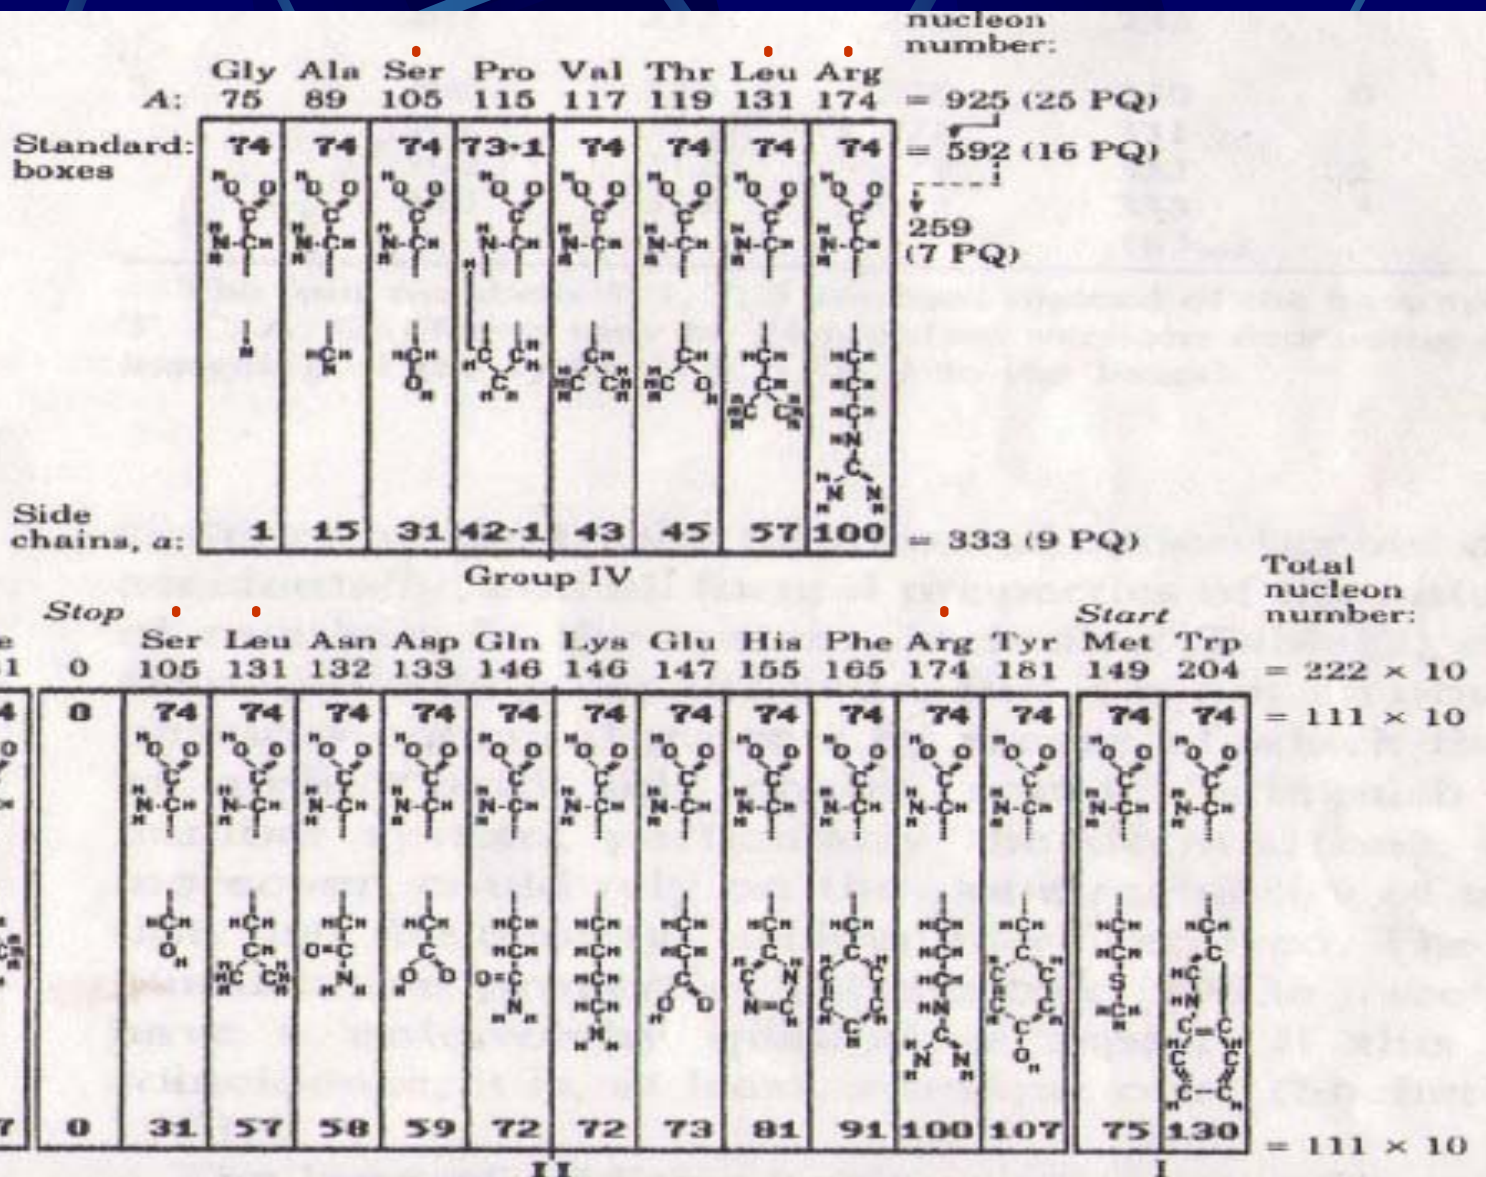 nucleon
number:
Gly Ala Ser Pro Val Thr Leu Arg
A: 75 89 105 115 117 119 131 174 = 925 (25 PQ)
Standard: 74 74 74 73+1 74 74 74 74 = 592 (16 PQ)
boxes
259
(7 PQ)
Side
chains, a: 1 15 31 42-1 43 45 57 100 = 333 (9 PQ)
Group IV
Total
nucleon
number:
Stop Start
e Ser Leu Asn Asp Gln Lys Glu His Phe Arg Tyr Met Trp
1 0 105 131 132 133 146 146 147 155 165 174 181 149 204 = 222 × 10
4 0 74 74 74 74 74 74 74 74 74 74 74 74 74 = 111 × 10
7 0 31 57 58 59 72 72 73 81 91 100 107 75 130 = 111 × 10
II I